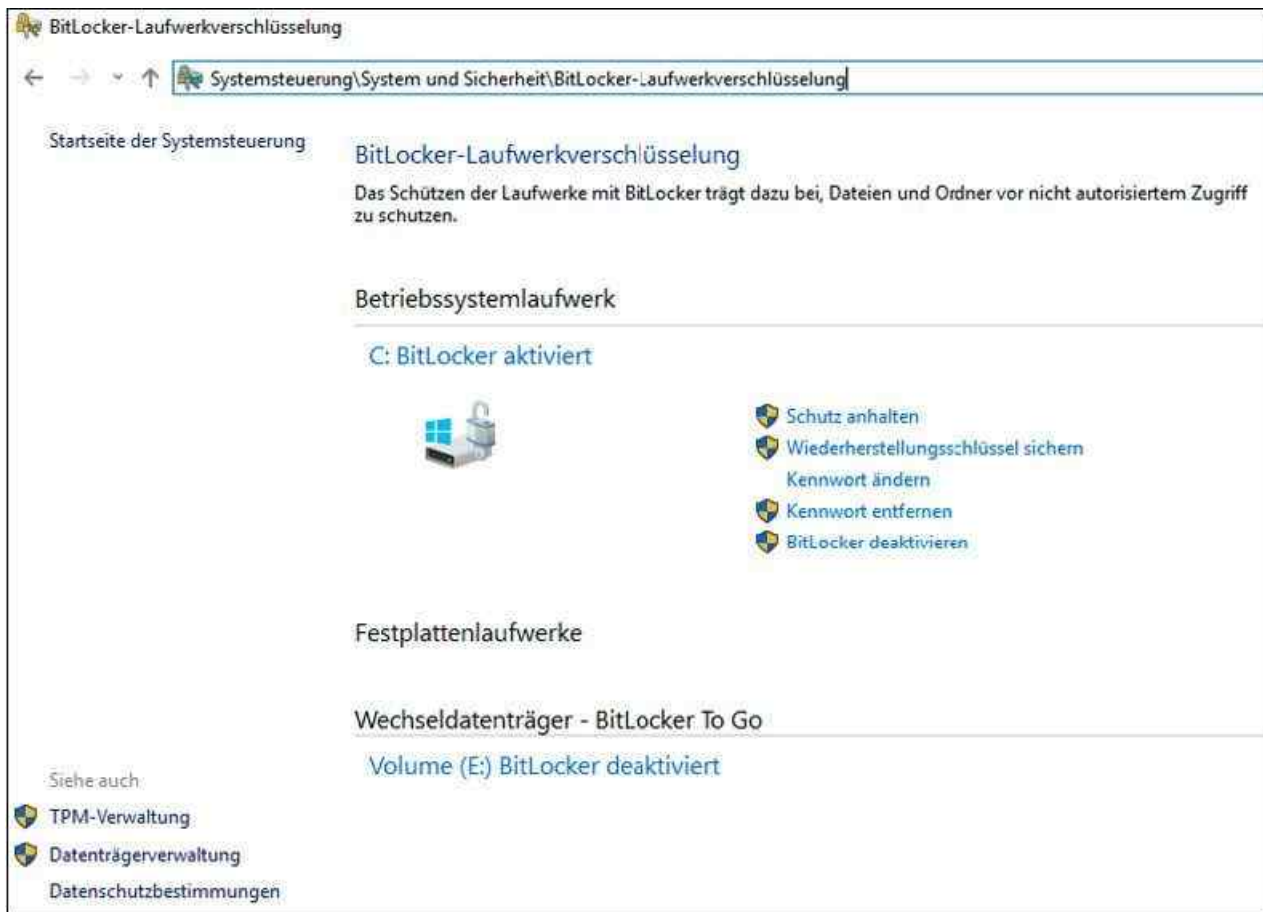 BitLocker-Laufwerkverschlüsselung
Systemsteuerung\System und Sicherheit\BitLocker-Laufwerkverschlüsselung
Startseite der Systemsteuerung
BitLocker-Laufwerkverschlüsselung
Das Schützen der Laufwerke mit BitLocker trägt dazu bei, Dateien und Ordner vor nicht autorisiertem Zugriff
zu schutzen.
Betriebssystemlaufwerk
C: BitLocker aktiviert
Schutz anhalten
Wiederherstellungsschlüssel sichern
Kennwort ändern
Kennwort entfernen
BitLocker deaktivieren
Festplattenlaufwerke
Wechseldatenträger - BitLocker To Go
Volume (E:) BitLocker deaktiviert
Siehe auch
TPM-Verwaltung
Datenträgerverwaltung
Datenschutzbestimmungen